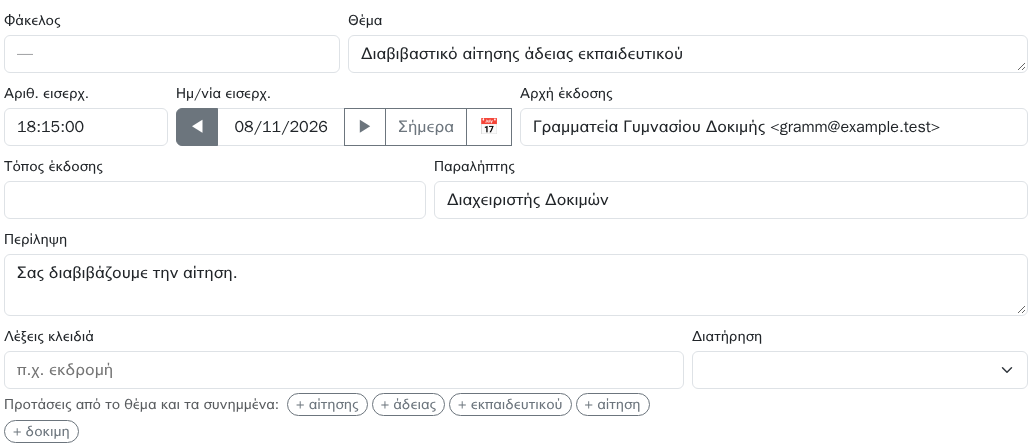 Φάκελος Θέμα
— Διαβιβαστικό αίτησης άδειας εκπαιδευτικού
Αριθ. εισερχ. Ημ/νία εισερχ. Αρχή έκδοσης
18:15:00 ◀ 08/11/2026 ▶ Σήμερα Γραμματεία Γυμνασίου Δοκιμής <gramm@example.test>
Τόπος έκδοσης Παραλήπτης
Διαχειριστής Δοκιμών
Περίληψη
Σας διαβιβάζουμε την αίτηση.
Λέξεις κλειδιά Διατήρηση
π.χ. εκδρομή
Προτάσεις από το θέμα και τα συνημμένα: + αίτησης + άδειας + εκπαιδευτικού + αίτηση
+ δοκιμη